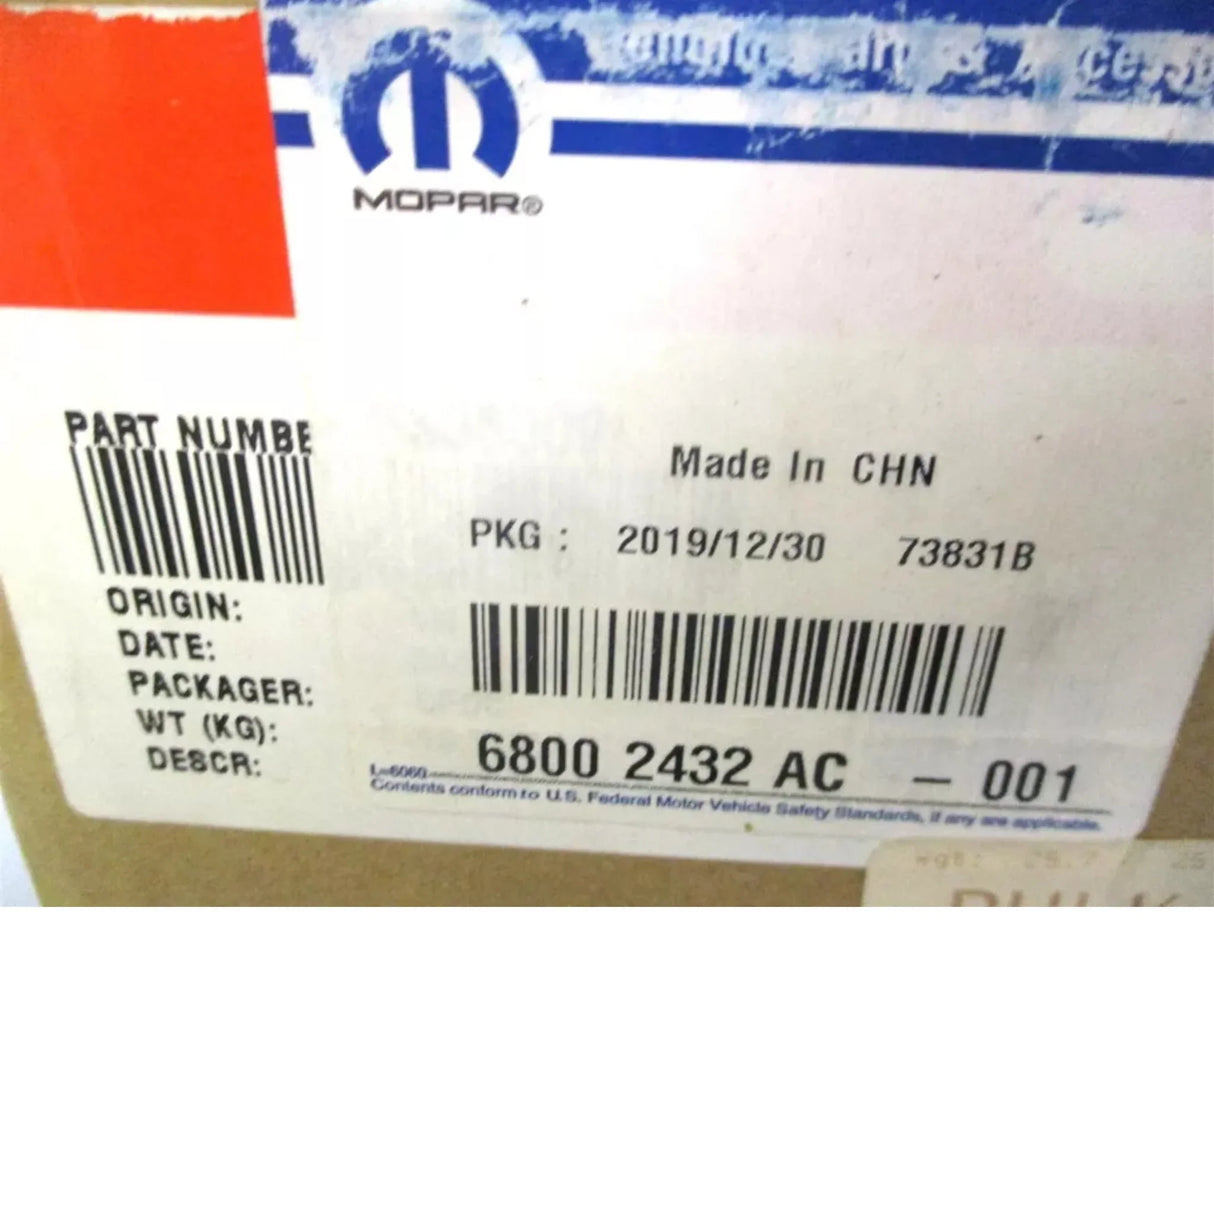 MOPAR®
PART NUMBE
Made In CHN
PKG : 2019/12/30 73831B
ORIGIN:
DATE:
PACKAGER:
WT (KG):
DESCR:
6800 2432 AC - 001
L-6060
Contents conform to U.S. Federal Motor Vehicle Safety Standards, if any are applicable.